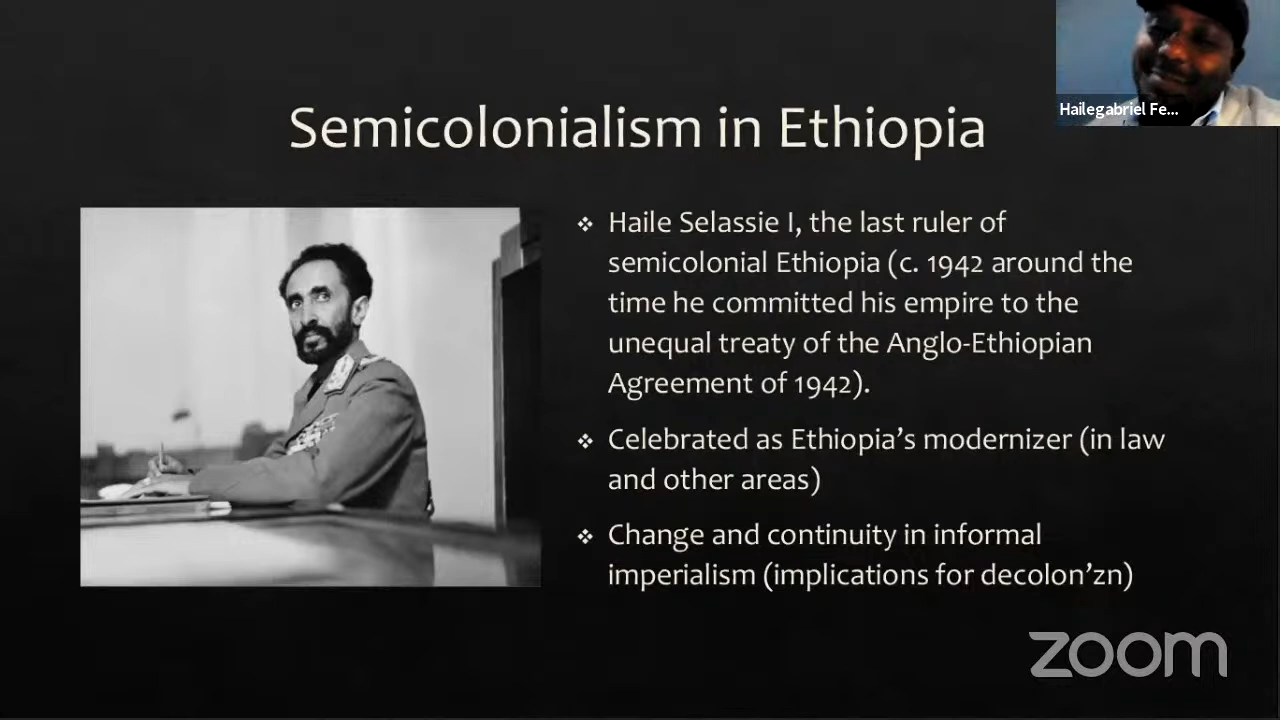 Hailegabriel Fe...
Semicolonialism in Ethiopia
❖ Haile Selassie I, the last ruler of
semicolonial Ethiopia (c. 1942 around the
time he committed his empire to the
unequal treaty of the Anglo-Ethiopian
Agreement of 1942).
❖ Celebrated as Ethiopia’s modernizer (in law
and other areas)
❖ Change and continuity in informal
imperialism (implications for decolon’zn)
zoom